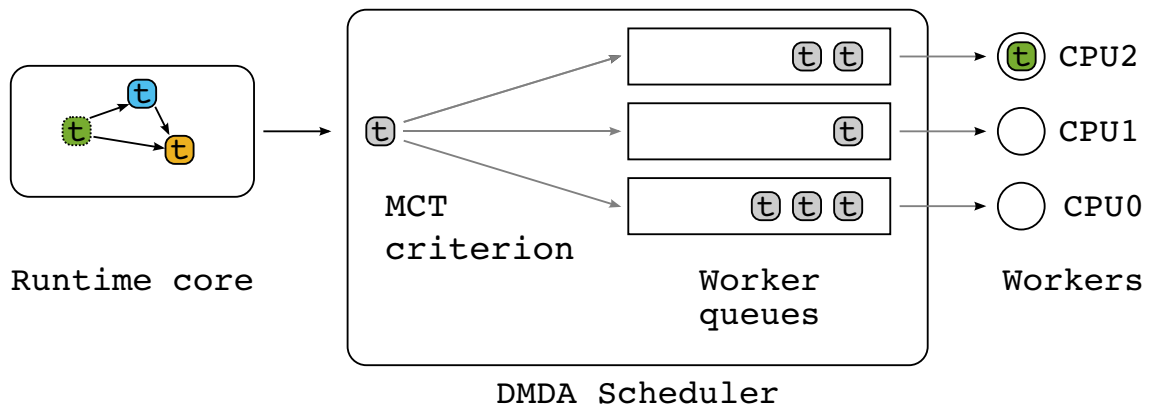 t t CPU2
t
t t t t CPU1
t
MCT t t t CPU0
criterion
Runtime core Worker Workers
queues
DMDA Scheduler